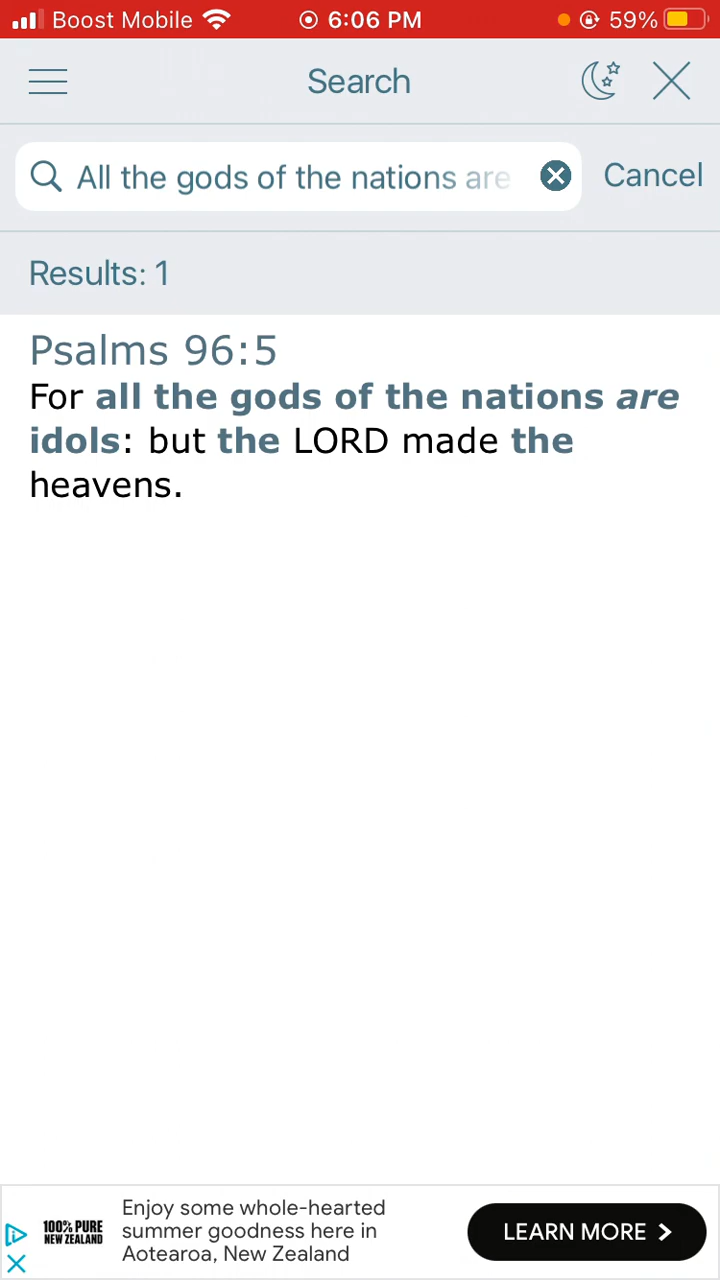 Boost Mobile 6:06 PM 59%
Search
All the gods of the nations are
Cancel
Results: 1
Psalms 96:5
For all the gods of the nations are
idols: but the LORD made the
heavens.
100% PURE
NEW ZEALAND
Enjoy some whole-hearted
summer goodness here in
Aotearoa, New Zealand
LEARN MORE